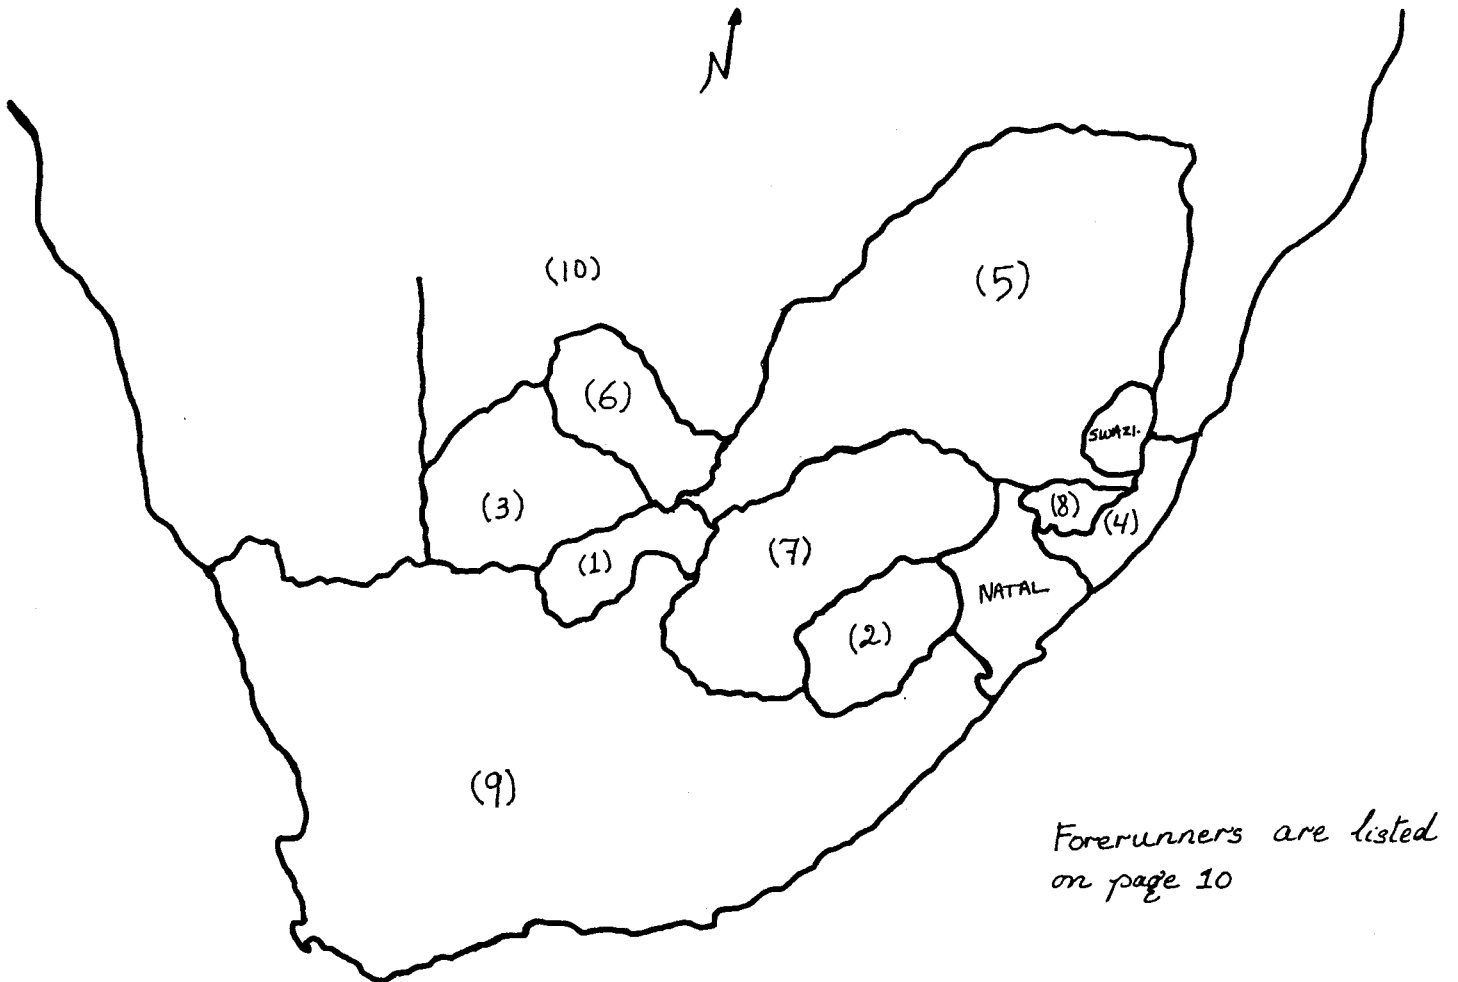 N
(10)
(5)
(6)
SWAZI.
(3)
(8)
(4)
(7)
(1)
NATAL
(2)
(9)
Forerunners are listed
on page 10